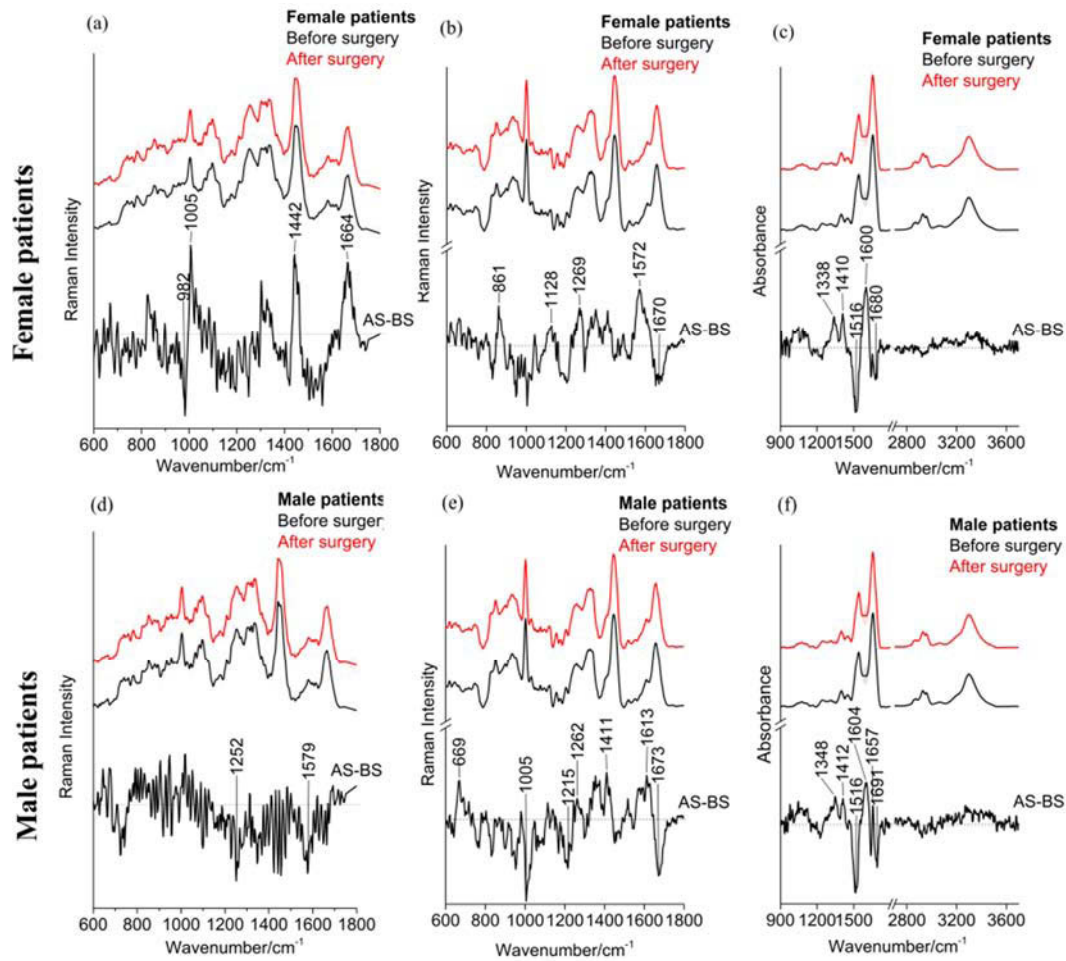 Female patients
(a)
Female patients
Before surgery
After surgery
Raman Intensity
982
1005
1442
1664
AS-BS
600 800 1000 1200 1400 1600 1800
Wavenumber/cm-1
(b)
Female patients
Before surgery
After surgery
Raman Intensity
861
1128
1269
1572
1670
AS-BS
600 800 1000 1200 1400 1600 1800
Wavenumber/cm-1
(c)
Female patients
Before surgery
After surgery
Absorbance
1338
1410
1516
1600
1680
AS-BS
900 1200 1500 2800 3200 3600
Wavenumber/cm-1
Male patients
(d)
Male patients
Before surger
After surgery
Raman Intensity
1252
1579
AS-BS
600 800 1000 1200 1400 1600 1800
Wavenumber/cm-1
(e)
Male patients
Before surgery
After surgery
Raman Intensity
669
1005
1215
1262
1411
1613
1673
AS-BS
600 800 1000 1200 1400 1600 1800
Wavenumber/cm-1
(f)
Male patients
Before surgery
After surgery
Absorbance
1348
1412
1516
1604
1657
1691
AS-BS
900 1200 1500 2800 3200 3600
Wavenumber/cm-1